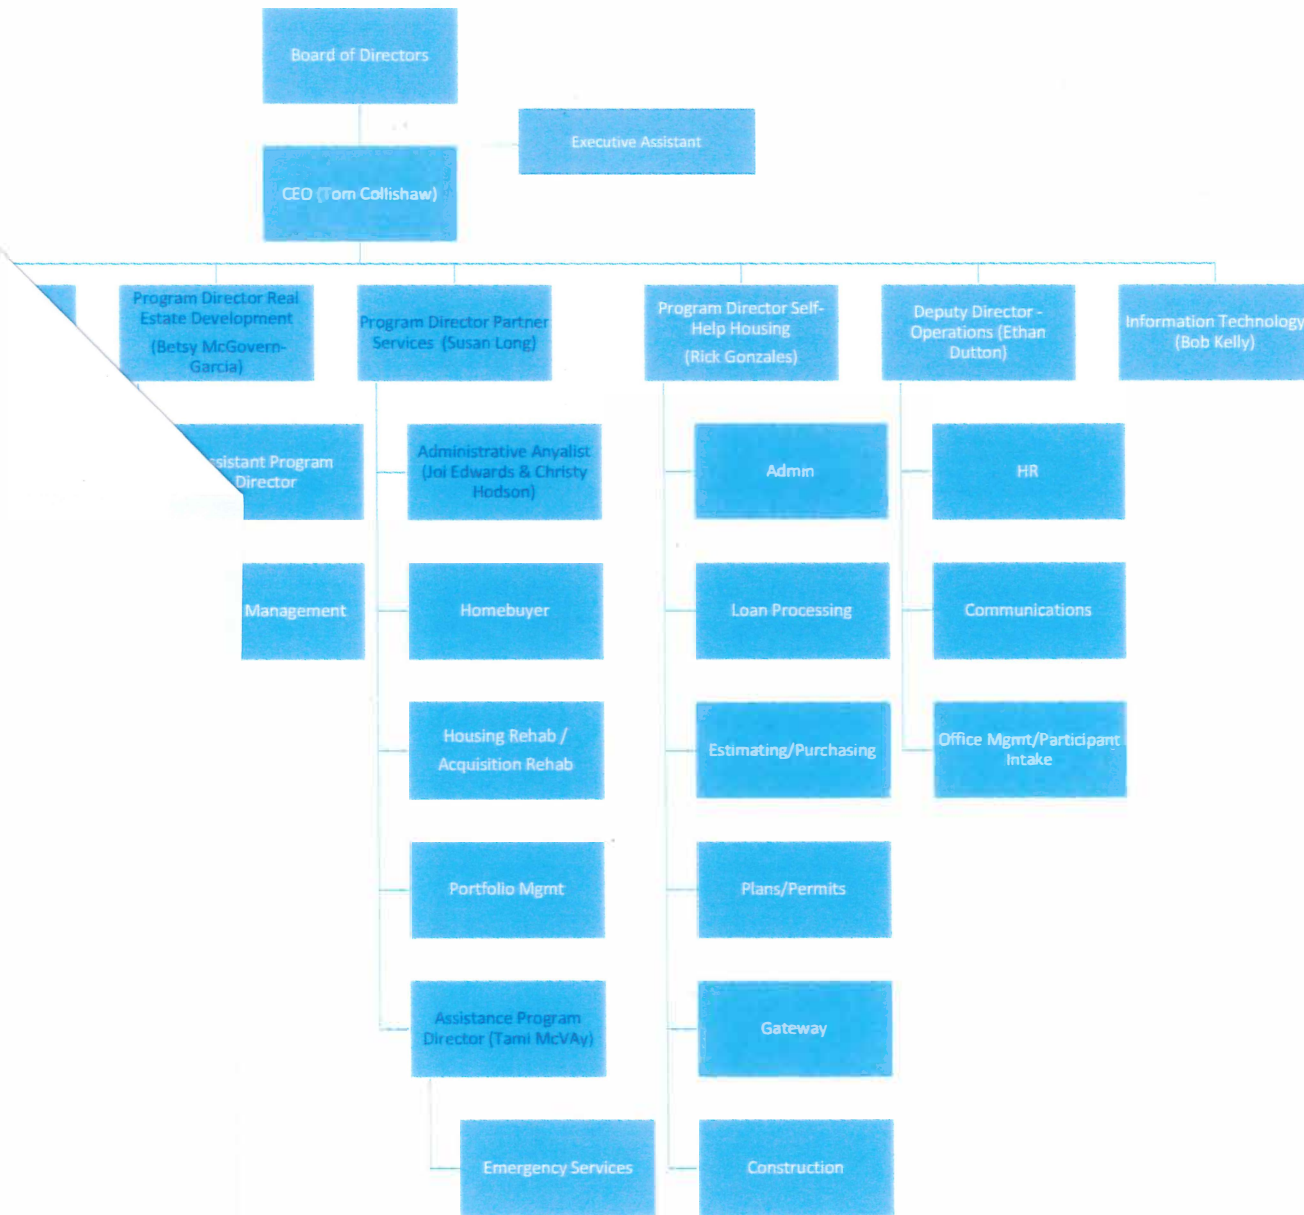 Board of Directors
Executive Assistant
CEO (Tom Collishaw)
Program Director Real
Estate Development
(Betsy McGovern-
Garcia)
Program Director Partner
Services (Susan Long)
Program Director Self-
Help Housing
(Rick Gonzales)
Deputy Director -
Operations (Ethan
Dutton)
Information Technology
(Bob Kelly)
ssistant Program
Director
Administrative Anyalist
(Joi Edwards & Christy
Hodson)
Admin
HR
Management
Homebuyer
Loan Processing
Communications
Housing Rehab /
Acquisition Rehab
Estimating/Purchasing
Office Mgmt/Participant
Intake
Portfolio Mgmt
Plans/Permits
Assistance Program
Director (Tami McVAy)
Gateway
Emergency Services
Construction